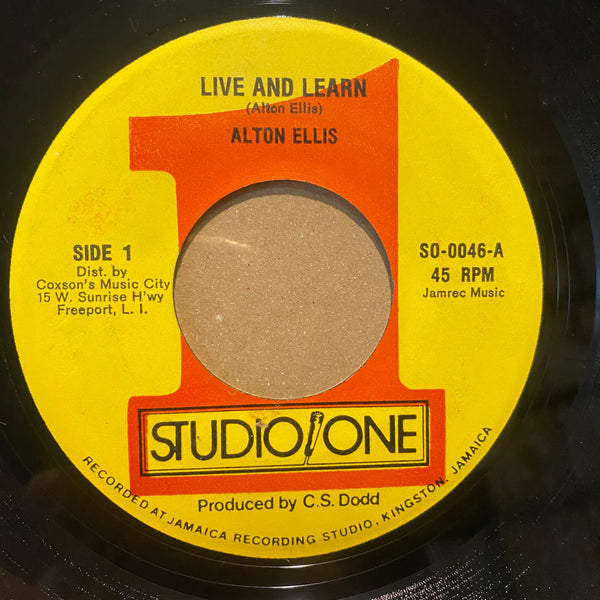 LIVE AND LEARN
(Alton Ellis)
ALTON ELLIS
SIDE 1
Dist. by
Coxson's Music City
15 W. Sunrise H'wy
Freeport, L. I.
SO-0046-A
45 RPM
Jamrec Music
1
STUDIO ONE
Produced by C.S. Dodd
RECORDED AT JAMAICA RECORDING STUDIO, KINGSTON, JAMAICA